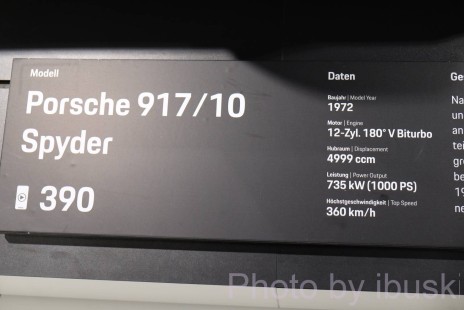 Modell
Porsche 917/10
Spyder
390
Daten
Baujahr | Model Year
1972
Motor | Engine
12-Zyl. 180° V Biturbo
Hubraum | Displacement
4999 ccm
Leistung | Power Output
735 kW (1000 PS)
Höchstgeschwindigkeit | Top Speed
360 km/h
Ge
Na
un
an
tei
gro
be
19
ne
Photo by ibuski